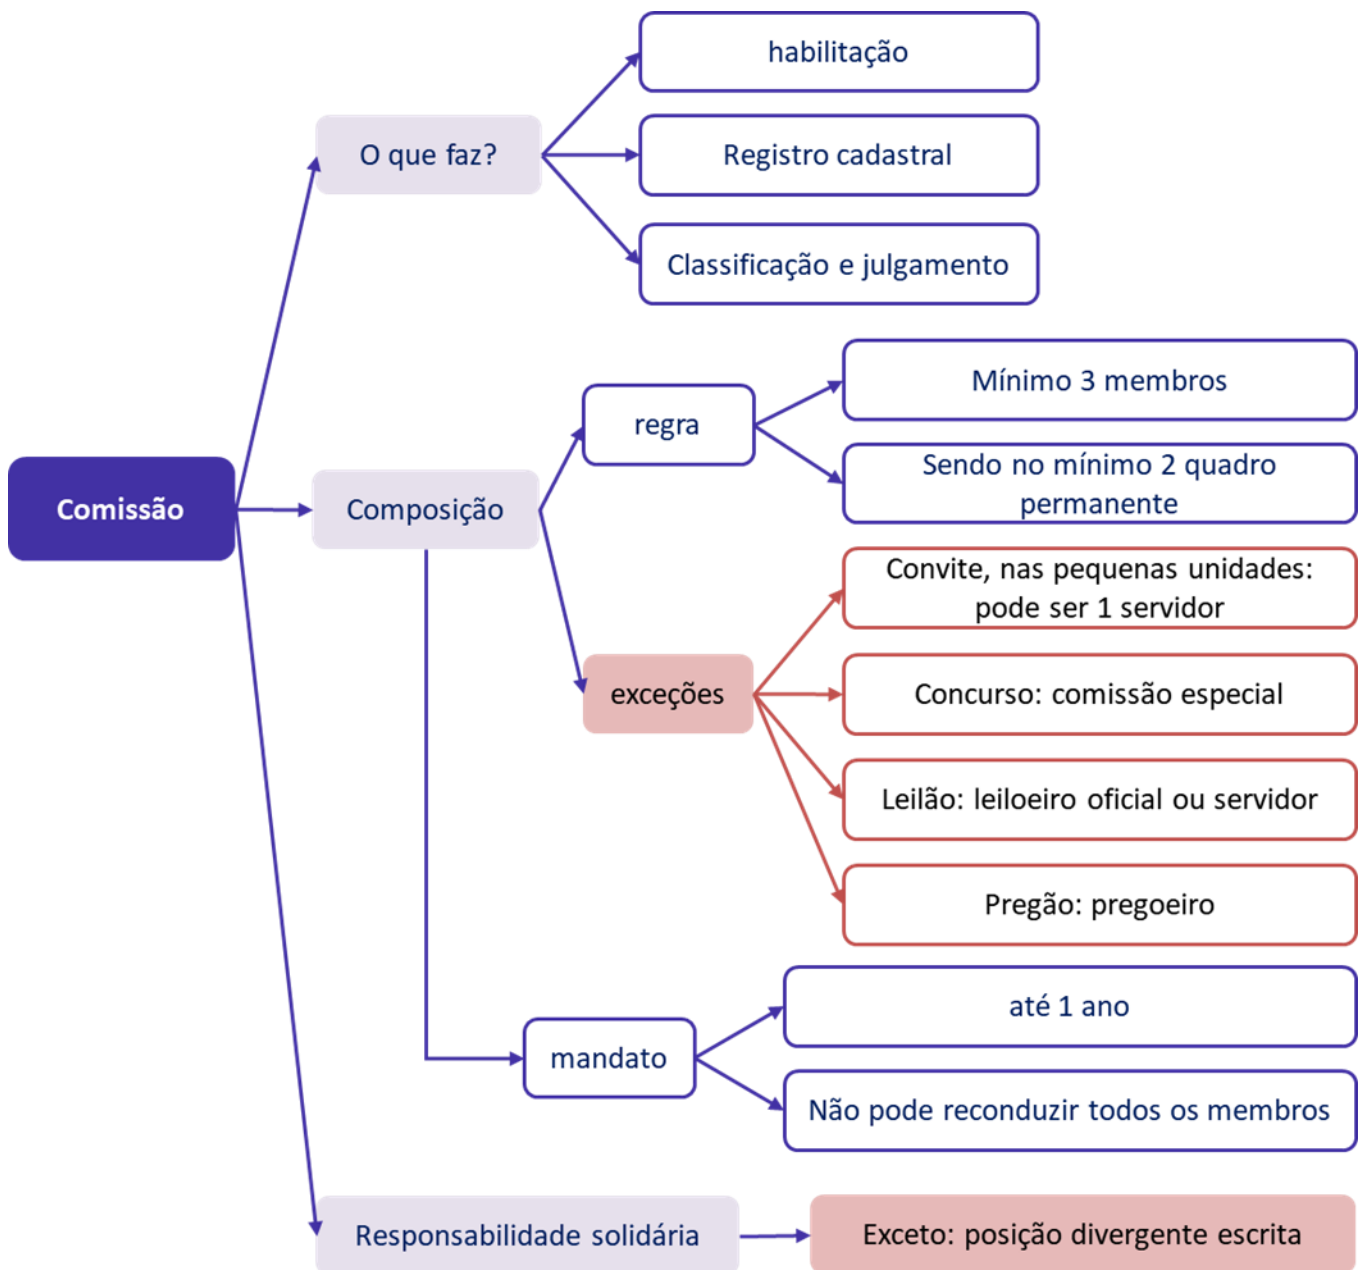 Comissão
O que faz?
habilitação
Registro cadastral
Classificação e julgamento
Composição
regra
Mínimo 3 membros
Sendo no mínimo 2 quadro
permanente
exceções
Convite, nas pequenas unidades:
pode ser 1 servidor
Concurso: comissão especial
Leilão: leiloeiro oficial ou servidor
Pregão: pregoeiro
mandato
até 1 ano
Não pode reconduzir todos os membros
Responsabilidade solidária
Exceto: posição divergente escrita